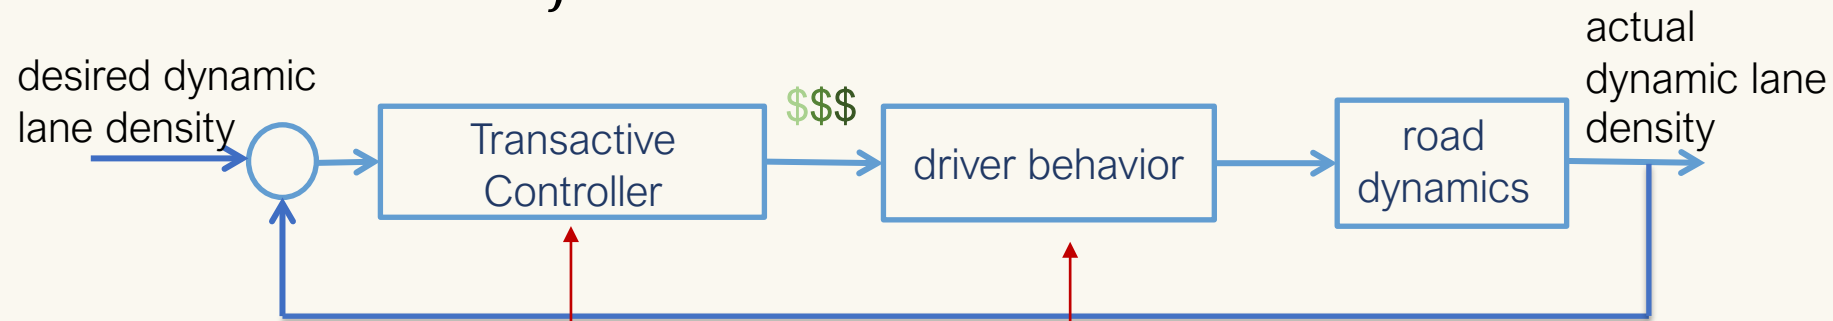 desired dynamic
lane density
Transactive
Controller
$$$
driver behavior
road
dynamics
actual
dynamic lane
density